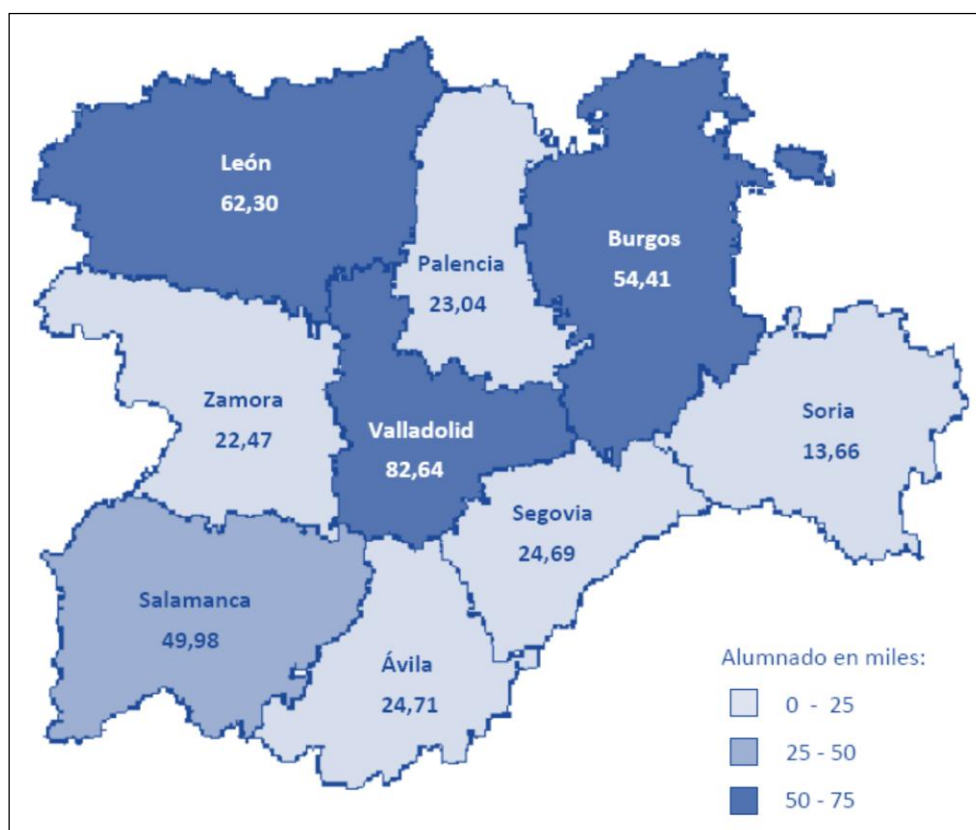 León
62,30
Burgos
54,41
Palencia
23,04
Zamora
22,47
Valladolid
82,64
Soria
13,66
Segovia
24,69
Salamanca
49,98
Ávila
24,71
Alumnado en miles:
0 - 25
25 - 50
50 - 75